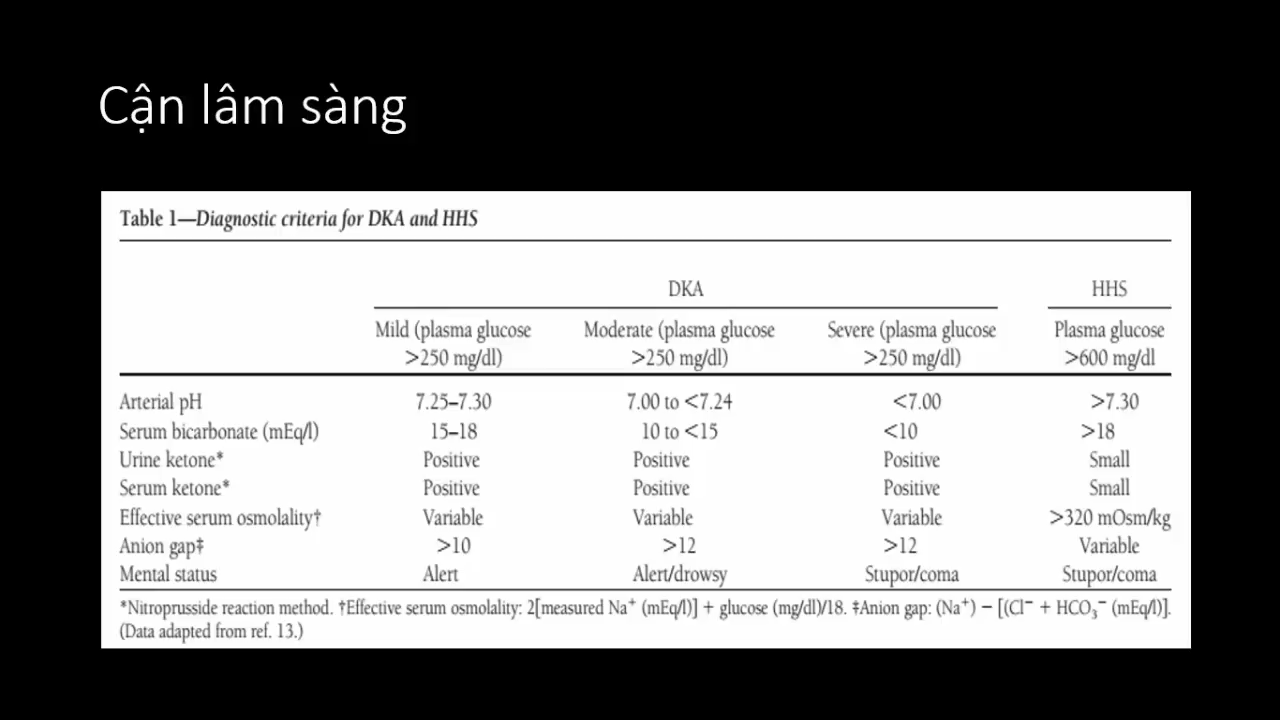 Cận lâm sàng
Table 1—Diagnostic criteria for DKA and HHS
DKA HHS
Mild (plasma glucose Moderate (plasma glucose Severe (plasma glucose Plasma glucose
>250 mg/dl) >250 mg/dl) >250 mg/dl) >600 mg/dl
Arterial pH 7.25–7.30 7.00 to <7.24 <7.00 >7.30
Serum bicarbonate (mEq/l) 15–18 10 to <15 <10 >18
Urine ketone* Positive Positive Positive Small
Serum ketone* Positive Positive Positive Small
Effective serum osmolality† Variable Variable Variable >320 mOsm/kg
Anion gap‡ >10 >12 >12 Variable
Mental status Alert Alert/drowsy Stupor/coma Stupor/coma
*Nitroprusside reaction method. †Effective serum osmolality: 2[measured Na⁺ (mEq/l)] + glucose (mg/dl)/18. ‡Anion gap: (Na⁺) − [(Cl⁻ + HCO₃⁻ (mEq/l)].
(Data adapted from ref. 13.)